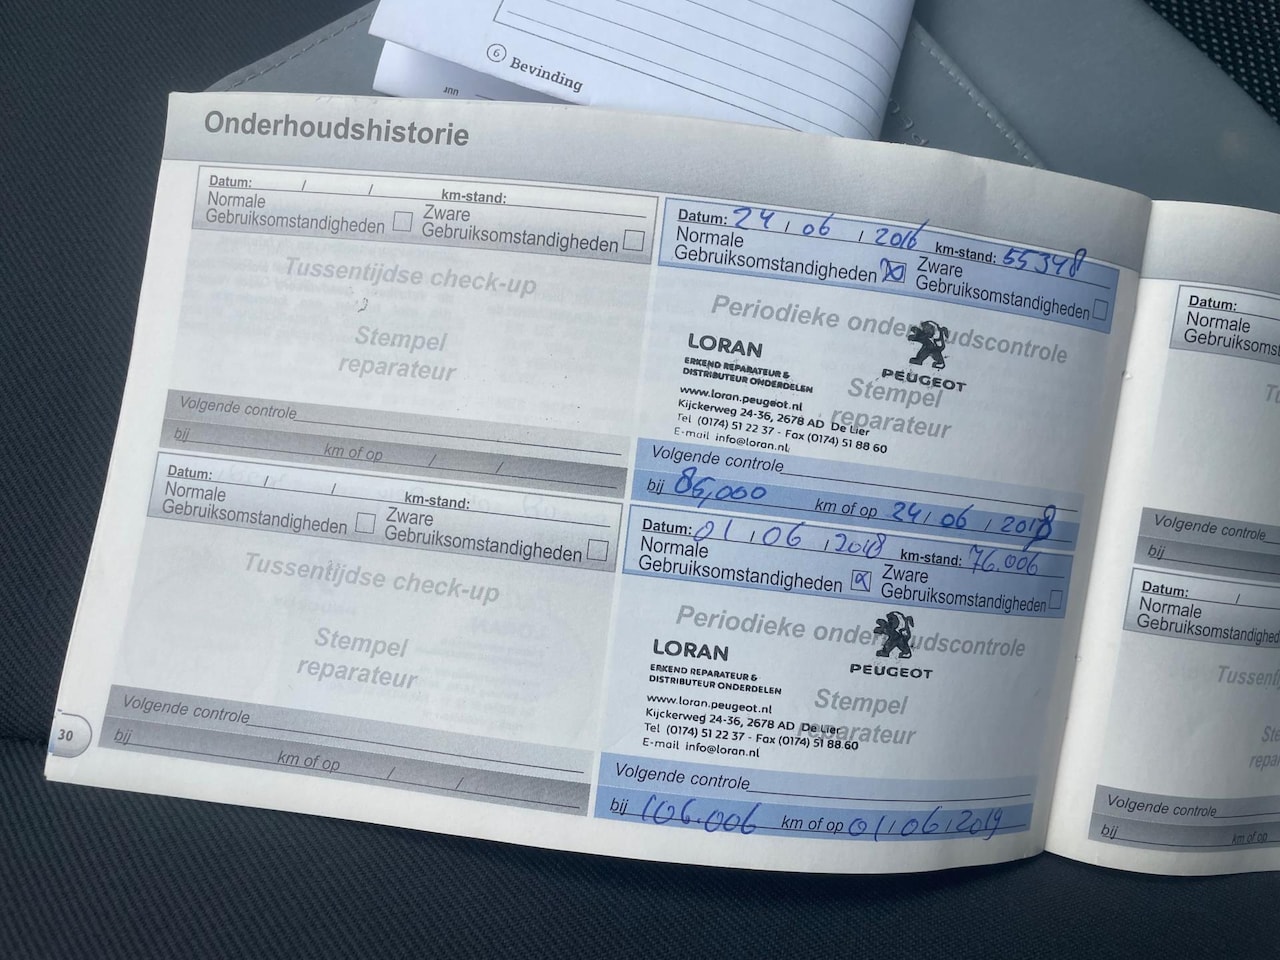 6 Bevinding
Onderhoudshistorie
Datum: / / km-stand:
Normale
Gebruiksomstandigheden
Zware
Gebruiksomstandigheden
Tussentijdse check-up
Stempel
reparateur
Volgende controle
bij km of op / /
Datum: / / km-stand:
Normale
Gebruiksomstandigheden
Zware
Gebruiksomstandigheden
Tussentijdse check-up
Stempel
reparateur
Volgende controle
bij km of op / /
30
Datum: 24 / 06 / 2016 km-stand: 55348
Normale
Gebruiksomstandigheden
Zware
Gebruiksomstandigheden
Periodieke onderhoudscontrole
Stempel
reparateur
LORAN
ERKEND REPARATEUR &
DISTRIBUTEUR ONDERDELEN
PEUGEOT
www.loran.peugeot.nl
Kijckerweg 24-36, 2678 AD De Lier
Tel (0174) 51 22 37 - Fax (0174) 51 88 60
E-mail info@loran.nl
Volgende controle
bij 85,000 km of op 24 / 06 / 2018
Datum: 01 / 06 / 2018 km-stand: 76.006
Normale
Gebruiksomstandigheden
Zware
Gebruiksomstandigheden
Periodieke onderhoudscontrole
Stempel
reparateur
LORAN
ERKEND REPARATEUR &
DISTRIBUTEUR ONDERDELEN
PEUGEOT
www.loran.peugeot.nl
Kijckerweg 24-36, 2678 AD De Lier
Tel (0174) 51 22 37 - Fax (0174) 51 88 60
E-mail info@loran.nl
Volgende controle
bij 106.006 km of op 01 / 06 / 2019
Datum:
Normale
Volgende controle
bij
Datum: /
Normale
Volgende controle
bij km of op